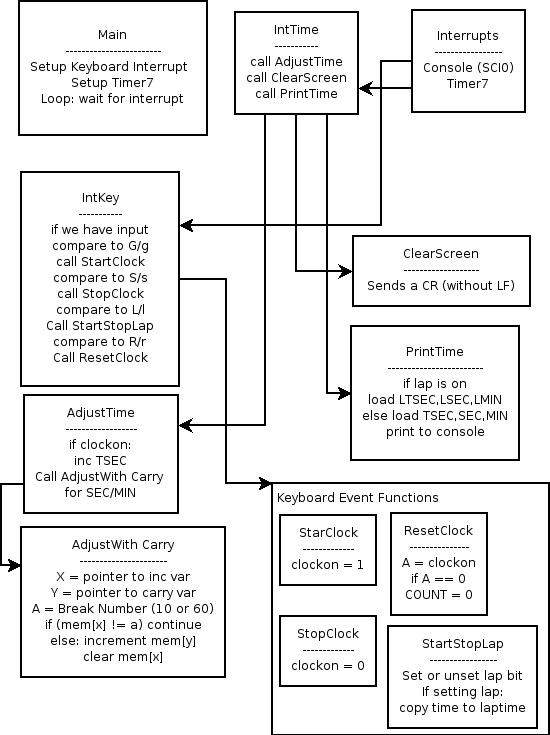 Main
-----------------------
Setup Keyboard Interrupt
Setup Timer7
Loop: wait for interrupt
IntTime
-----------
call AdjustTime
call ClearScreen
call PrintTime
Interrupts
----------------
Console (SCI0)
Timer7
IntKey
-----------
if we have input
compare to G/g
call StartClock
compare to S/s
call StopClock
compare to L/l
Call StartStopLap
compare to R/r
Call ResetClock
ClearScreen
------------------
Sends a CR (without LF)
PrintTime
-----------------------
if lap is on
load LTSEC,LSEC,LMIN
else load TSEC,SEC,MIN
print to console
AdjustTime
-----------------
if clockon:
inc TSEC
Call AdjustWith Carry
for SEC/MIN
AdjustWith Carry
---------------------
X = pointer to inc var
Y = pointer to carry var
A = Break Number (10 or 60)
if (mem[x] != a) continue
else: increment mem[y]
clear mem[x]
Keyboard Event Functions
StarClock
-------------
clockon = 1
ResetClock
---------------
A = clockon
if A == 0
COUNT = 0
StopClock
-------------
clockon = 0
StartStopLap
----------------
Set or unset lap bit
If setting lap:
copy time to laptime